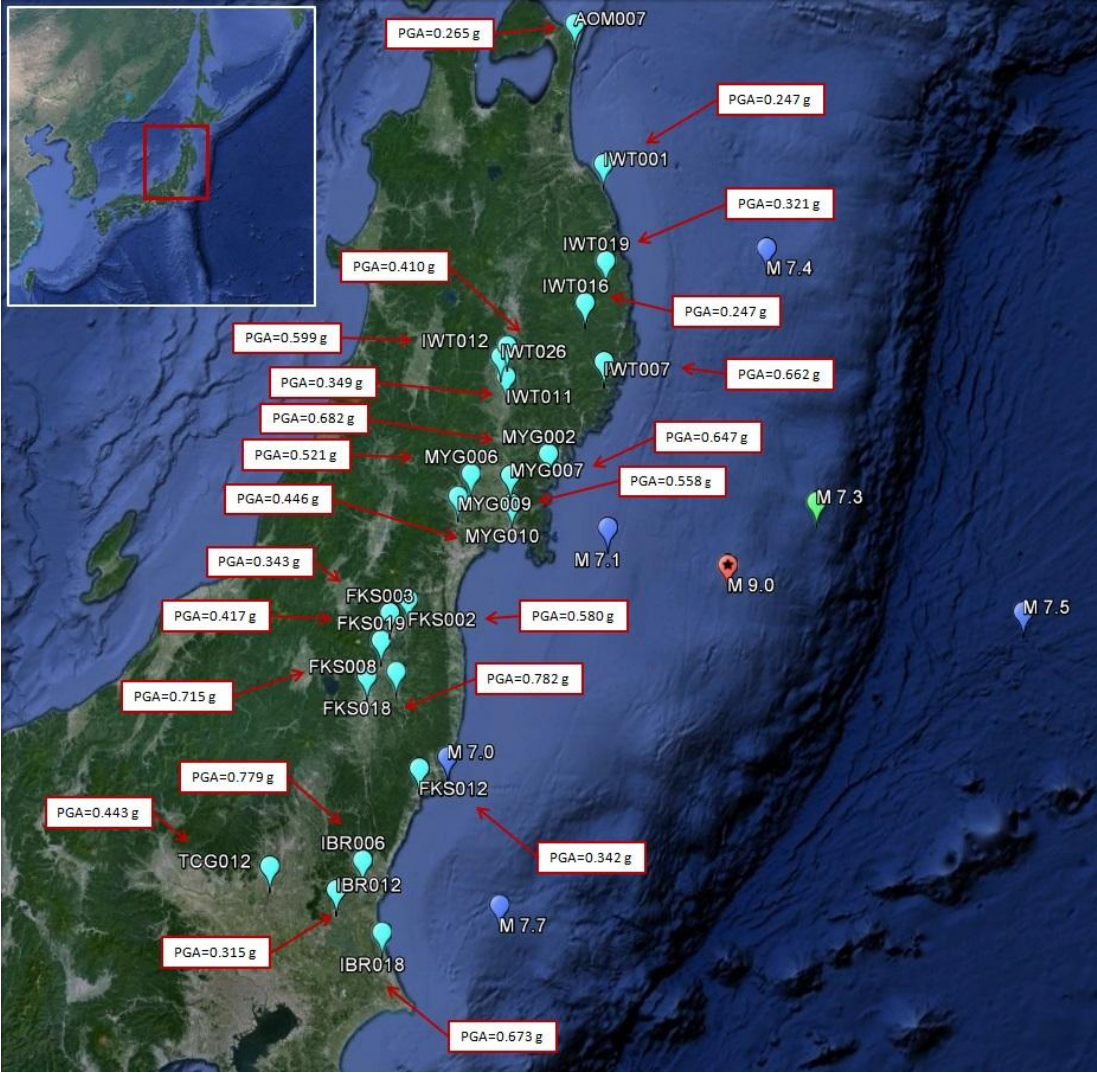 AOM007
PGA=0.265 g
PGA=0.247 g
IWT001
PGA=0.321 g
IWT019
PGA=0.410 g
M 7.4
IWT016
PGA=0.247 g
PGA=0.599 g
IWT012
IWT026
IWT007
PGA=0.662 g
PGA=0.349 g
IWT011
PGA=0.682 g
MYG002
PGA=0.647 g
PGA=0.521 g
MYG006
MYG007
PGA=0.558 g
PGA=0.446 g
MYG009
M 7.3
MYG010
M 7.1
PGA=0.343 g
M 9.0
FKS003
M 7.5
PGA=0.417 g
FKS019
FKS002
PGA=0.580 g
FKS008
PGA=0.782 g
PGA=0.715 g
FKS018
M 7.0
PGA=0.779 g
FKS012
PGA=0.443 g
IBR006
PGA=0.342 g
TCG012
IBR012
M 7.7
PGA=0.315 g
IBR018
PGA=0.673 g